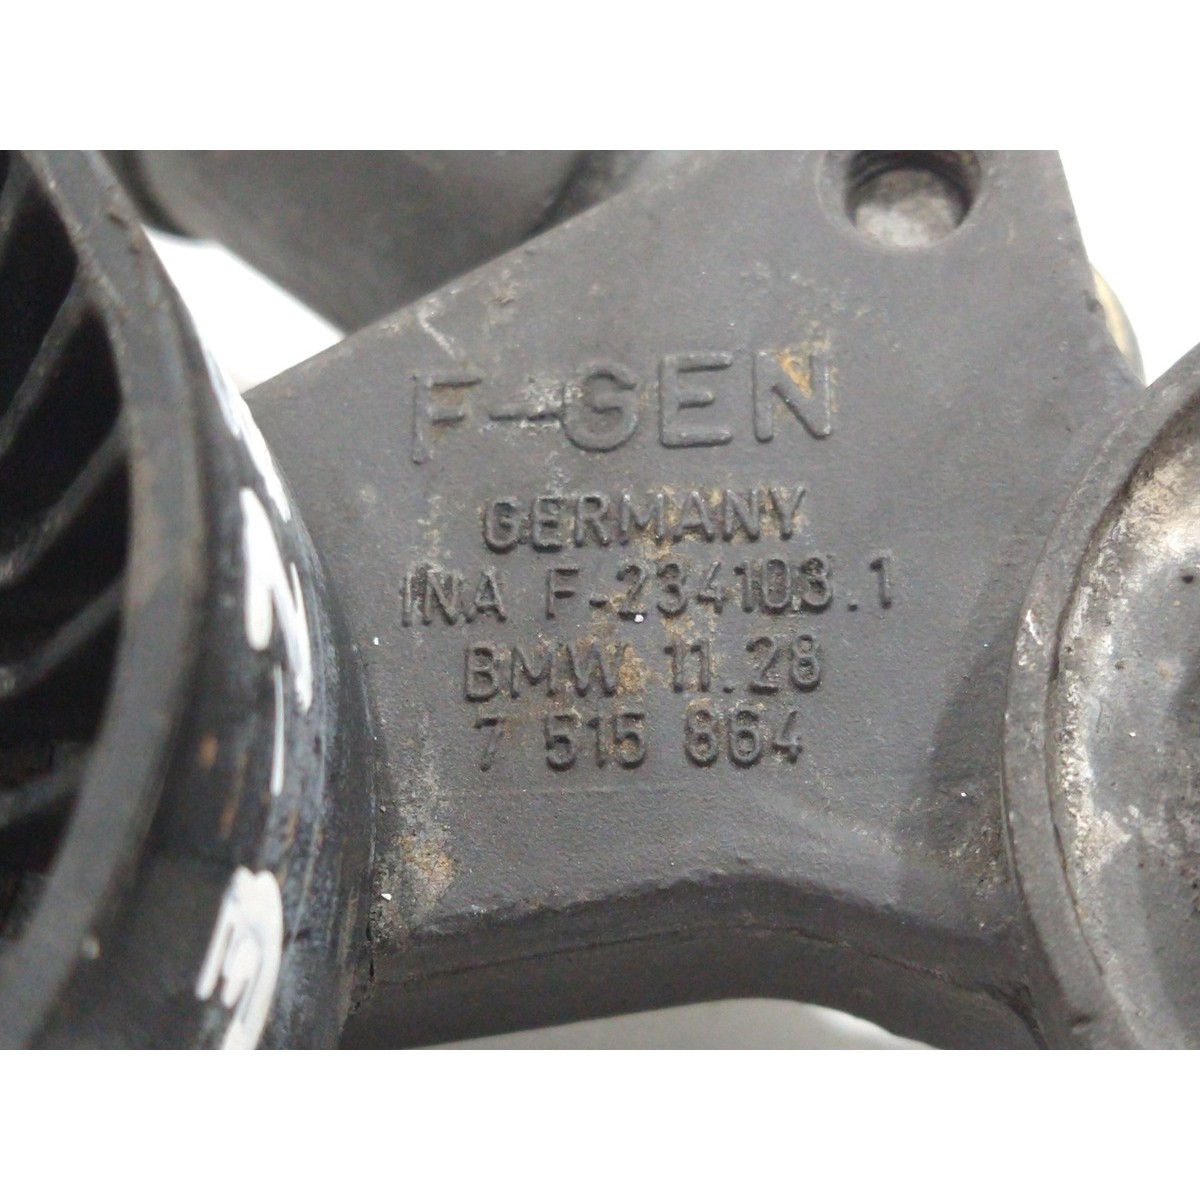 F-GEN
GERMANY
INA F-234103.1
BMW 11.28
7 515 864